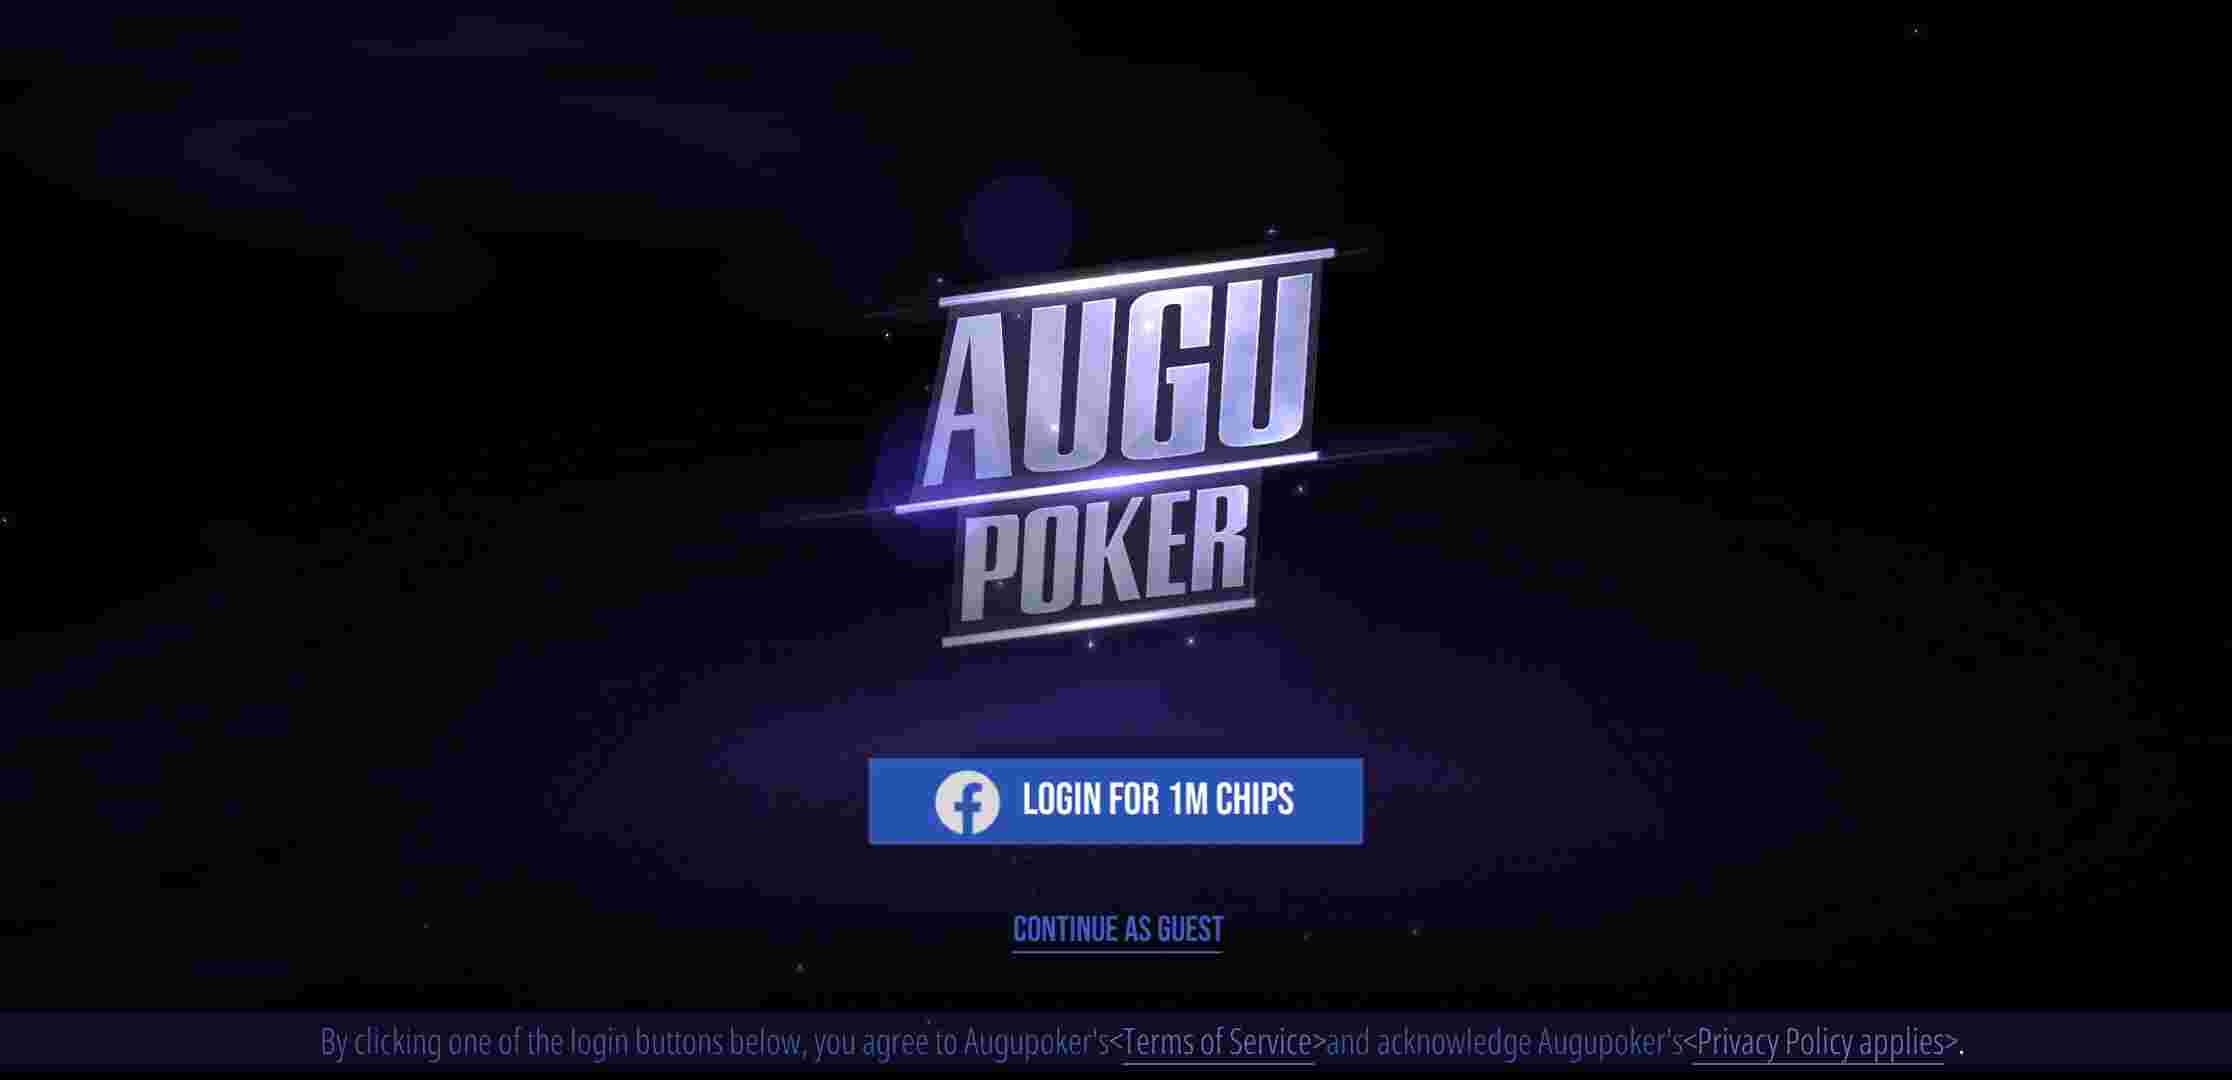 AUGU
POKER
LOGIN FOR 1M CHIPS
CONTINUE AS GUEST
By clicking one of the login buttons below, you agree to Augupoker's<Terms of Service>and acknowledge Augupoker's<Privacy Policy applies>.